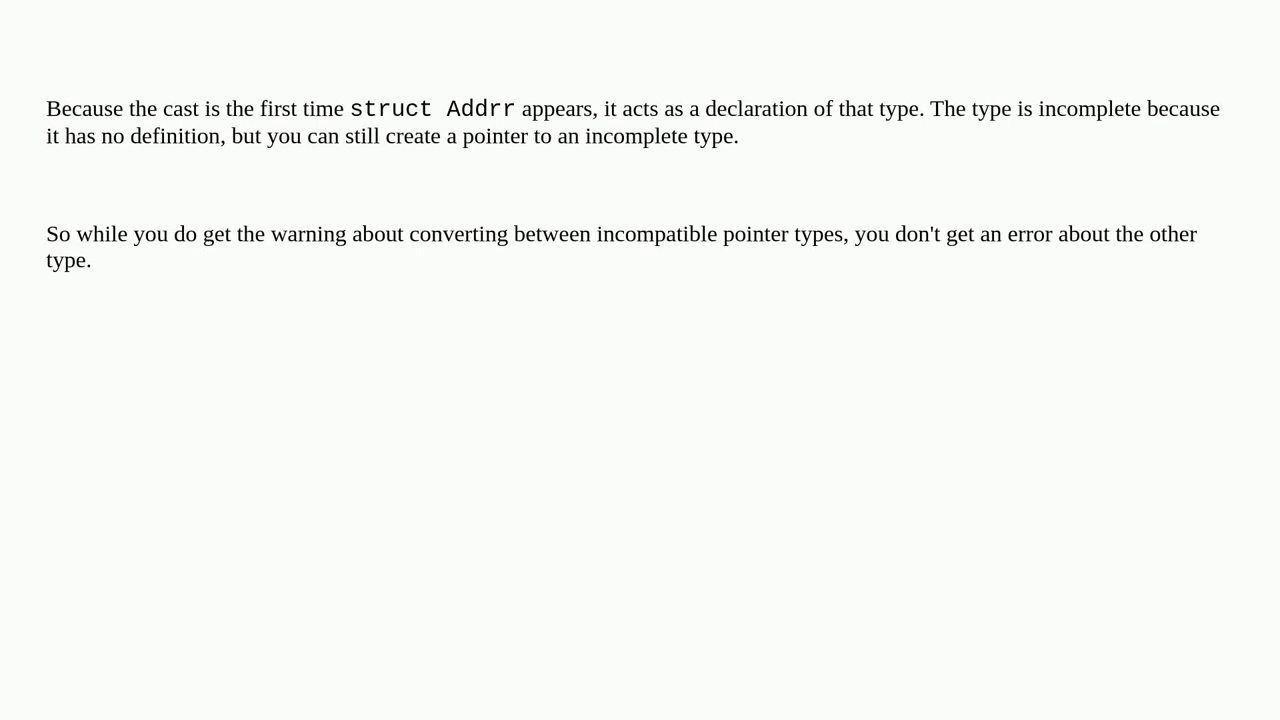 Because the cast is the first time struct Addrr appears, it acts as a declaration of that type. The type is incomplete because
it has no definition, but you can still create a pointer to an incomplete type.
So while you do get the warning about converting between incompatible pointer types, you don't get an error about the other
type.